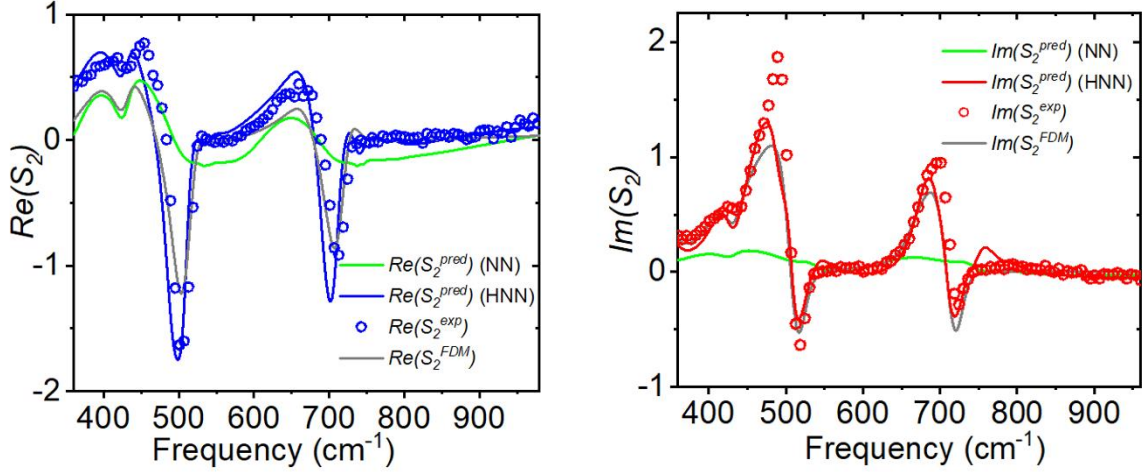 1
0
-1
-2
Re(S₂)
400 500 600 700 800 900
Frequency (cm⁻¹)
Re(S₂ᵖʳᵉᵈ) (NN)
Re(S₂ᵖʳᵉᵈ) (HNN)
Re(S₂ᵉˣᵖ)
Re(S₂ᶠᴰᴹ)
2
1
0
-1
Im(S₂)
400 500 600 700 800 900
Frequency (cm⁻¹)
Im(S₂ᵖʳᵉᵈ) (NN)
Im(S₂ᵖʳᵉᵈ) (HNN)
Im(S₂ᵉˣᵖ)
Im(S₂ᶠᴰᴹ)